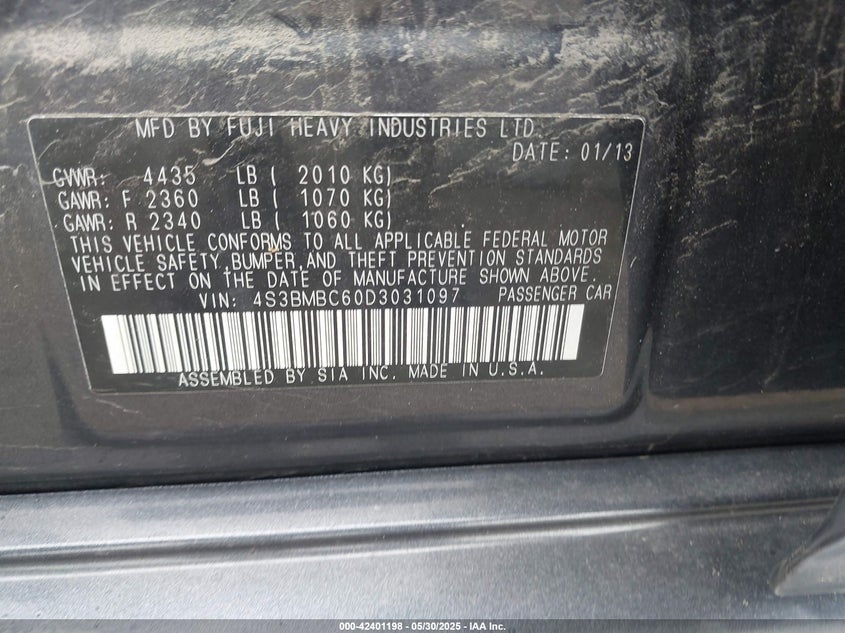 MFD BY FUJI HEAVY INDUSTRIES LTD.
DATE: 01/13
GVWR: 4435 LB ( 2010 KG)
GAWR: F 2360 LB ( 1070 KG)
GAWR: R 2340 LB ( 1060 KG)
THIS VEHICLE CONFORMS TO ALL APPLICABLE FEDERAL MOTOR
VEHICLE SAFETY,BUMPER,AND THEFT PREVENTION STANDARDS
IN EFFECT ON THE DATE OF MANUFACTURE SHOWN ABOVE.
VIN: 4S3BMBC60D3031097 PASSENGER CAR
ASSEMBLED BY SIA INC. MADE IN U.S.A.
000-42401198 - 05/30/2025 - IAA Inc.